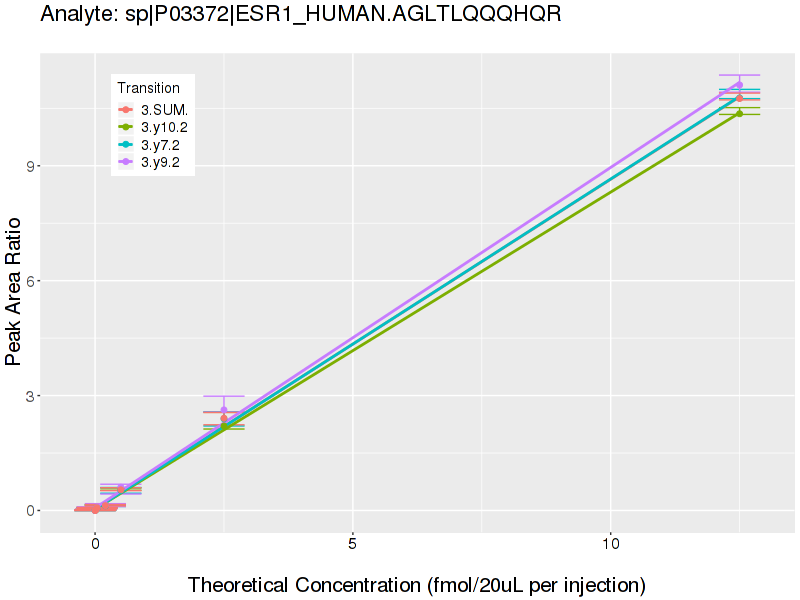 Analyte: sp|P03372|ESR1_HUMAN.AGLTLQQQHQR
Transition
3.SUM.
3.y10.2
3.y7.2
3.y9.2
9
6
3
0
Peak Area Ratio
0 5 10
Theoretical Concentration (fmol/20uL per injection)